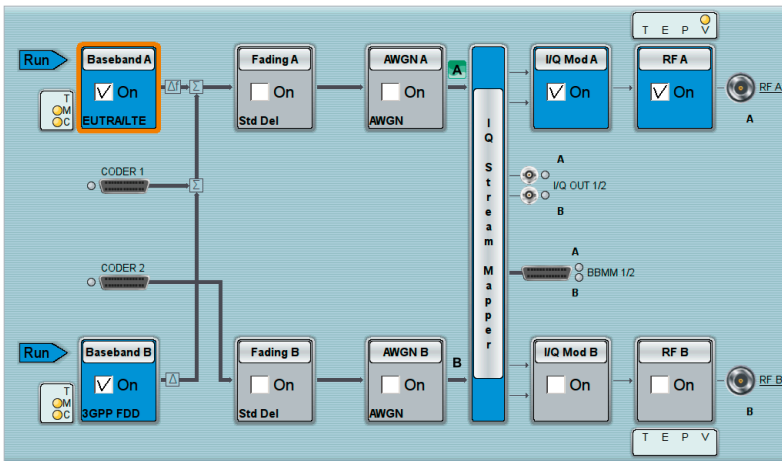 T E P V
Run
Baseband A
On
EUTRA/LTE
T
M
C
Δf
Σ
Fading A
On
Std Del
AWGN A
On
AWGN
A
I/Q Mod A
On
RF A
On
RF A
A
CODER 1
Σ
I Q S t r e a m M a p p e r
A
I/Q OUT 1/2
B
CODER 2
A
BBMM 1/2
B
Run
Baseband B
On
3GPP FDD
T
M
C
Δ
Fading B
On
Std Del
AWGN B
On
AWGN
B
I/Q Mod B
On
RF B
On
RF B
B
T E P V